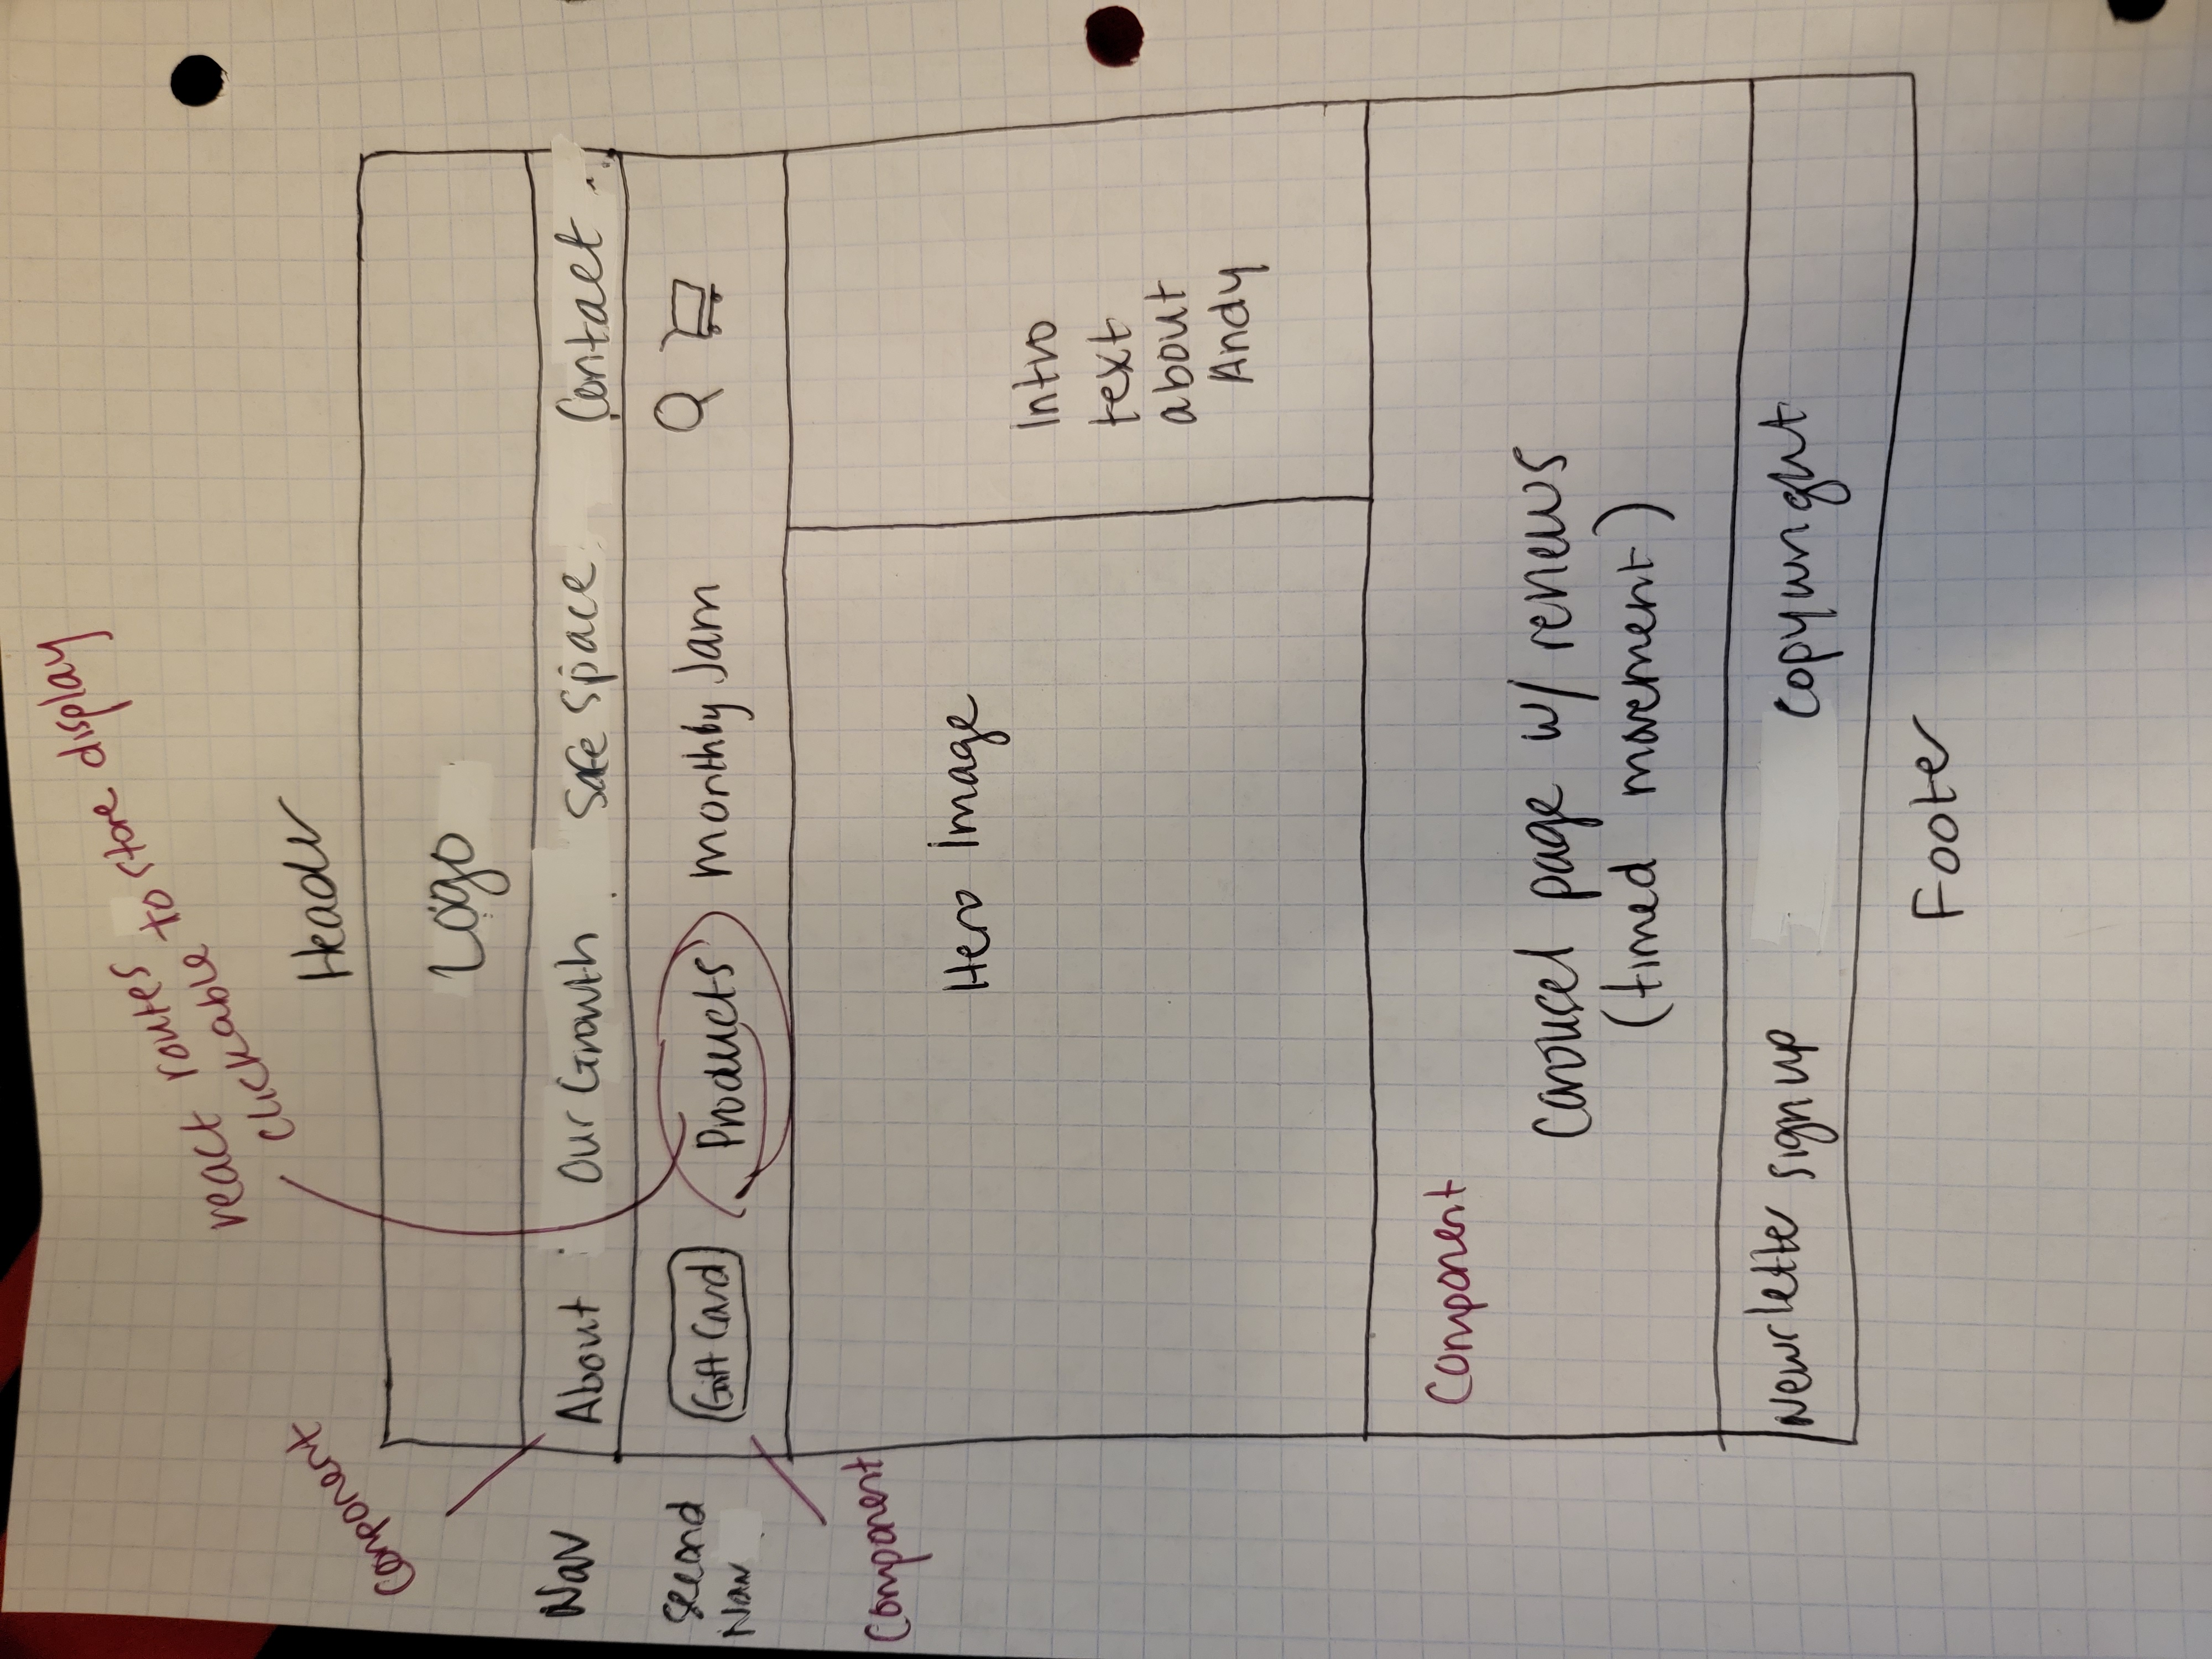 react routes
clickable to store display
Component
Header
Logo
Nav
About Our Growth Safe Space Contact
second
Nav
Gift Card Products monthly Jam
Component
Hero Image
Intro
text
about
Andy
Component
Carousel page w/ reviews
(timed movement)
Newsletter sign up copywright
Footer